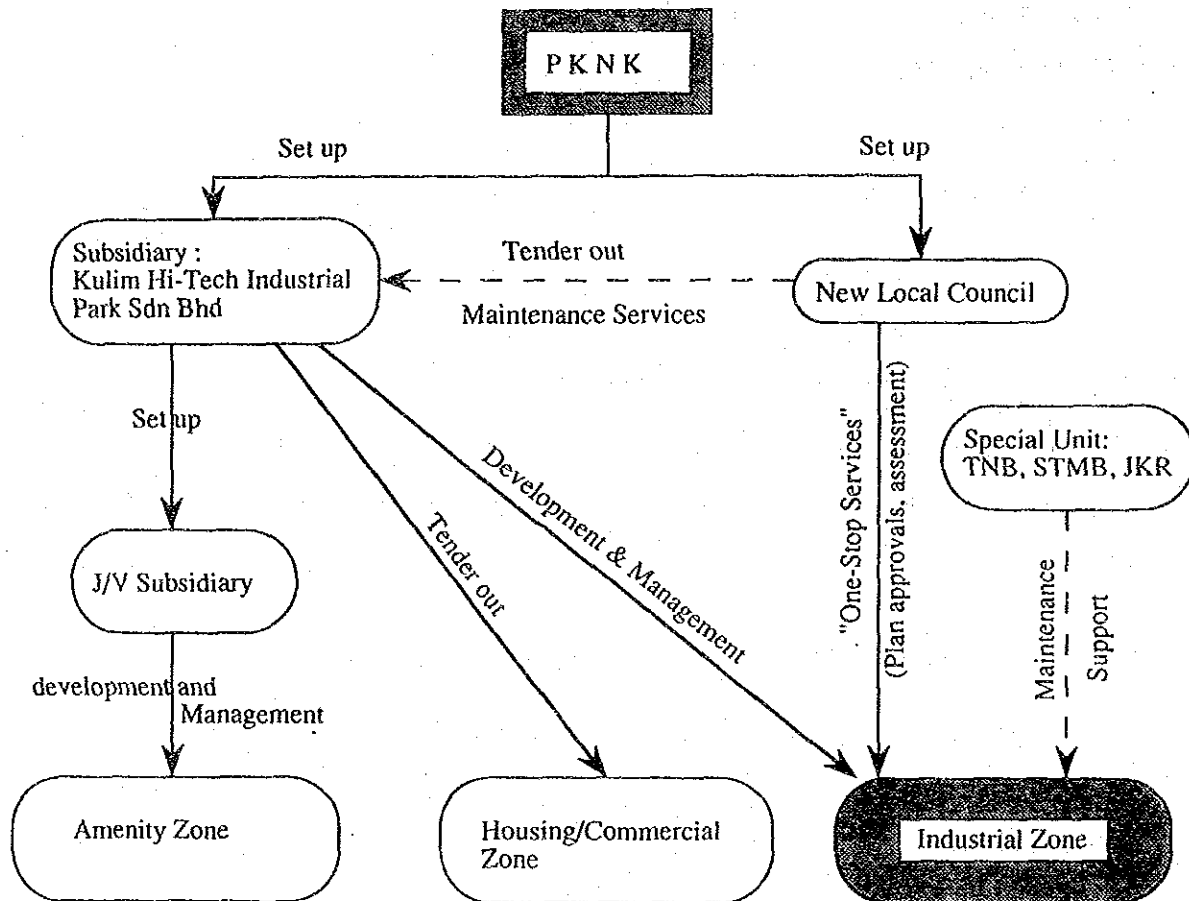 PKNK
Set up
Set up
Subsidiary :
Kulim Hi-Tech Industrial
Park Sdn Bhd
Tender out
Maintenance Services
New Local Council
Set up
Tender out
Development & Management
"One-Stop Services"
(Plan approvals, assessment)
Special Unit:
TNB, STMB, JKR
Maintenance
Support
J/V Subsidiary
development and
Management
Amenity Zone
Housing/Commercial
Zone
Industrial Zone